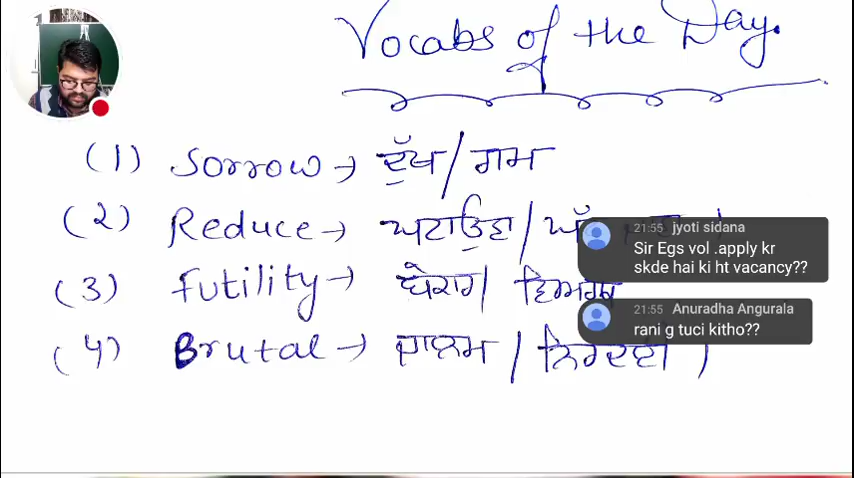 Vocabs of the Day.
(1) Sorrow → ਦੁੱਖ / ਗਮ
(2) Reduce → ਘਟਾਉਣਾ /
21:55 jyoti sidana
Sir Egs vol .apply kr
skde hai ki ht vacancy??
(3) Futility → ਬੇਕਾਰ /
21:55 Anuradha Angurala
rani g tuci kitho??
(4) Brutal → ਜਾਲਮ / ਨਿਰਦਈ )